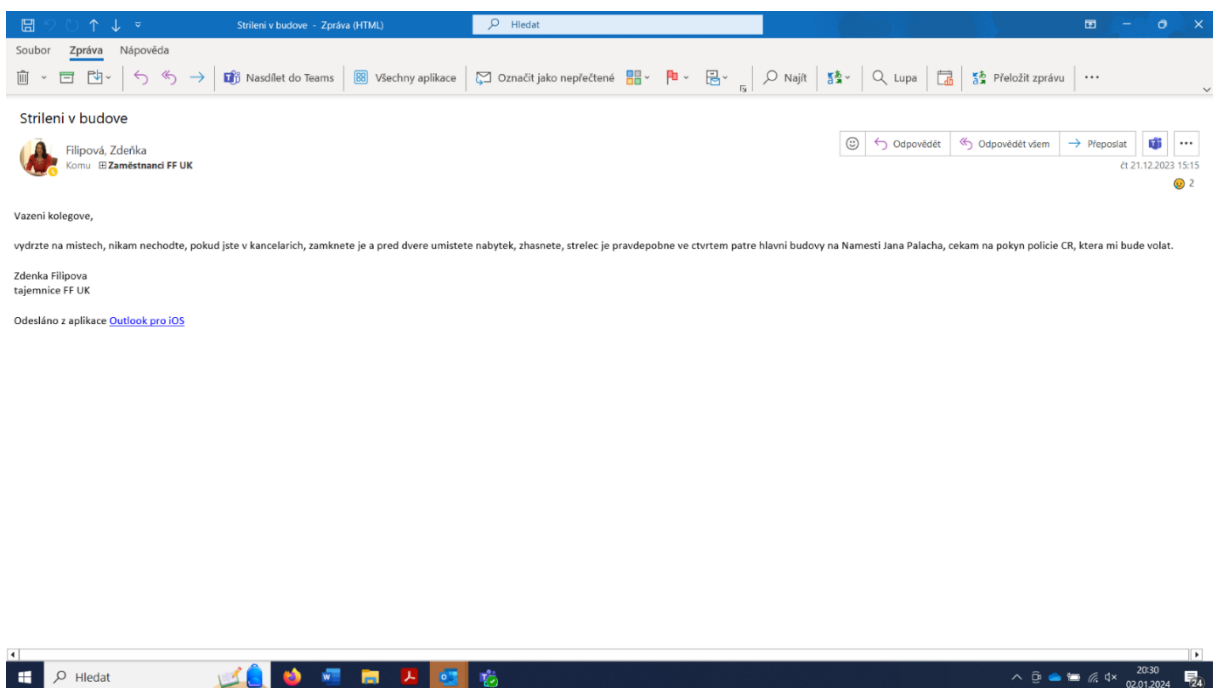 Strileni v budove - Zpráva (HTML)
Hledat
Soubor Zpráva Nápověda
Nasdílet do Teams Všechny aplikace Označit jako nepřečtené Najít Lupa Přeložit zprávu
Strileni v budove
Filipová, Zdeňka
Komu Zaměstnanci FF UK
Odpovědět Odpovědět všem Přeposlat
čt 21.12.2023 15:15
2
Vazeni kolegove,
vydrzte na mistech, nikam nechodte, pokud jste v kancelarich, zamknete je a pred dvere umistete nabytek, zhasnete, strelec je pravdepobne ve ctvrtem patre hlavni budovy na Namesti Jana Palacha, cekam na pokyn policie CR, ktera mi bude volat.
Zdenka Filipova
tajemnice FF UK
Odesláno z aplikace Outlook pro iOS
Hledat
20:30
02.01.2024
24